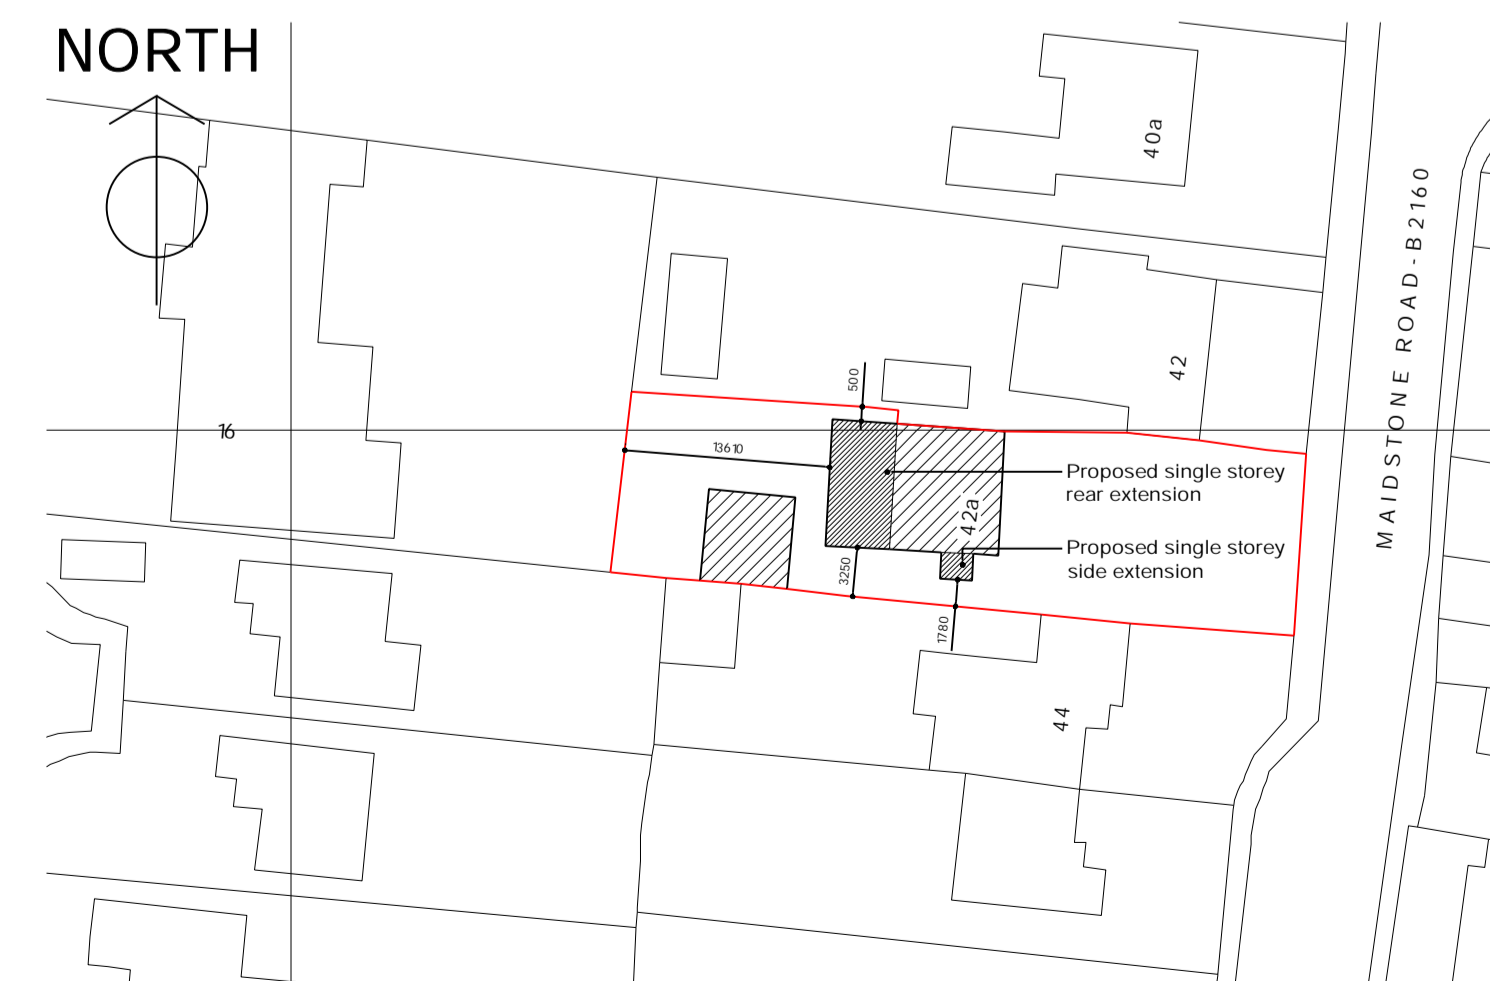 NORTH
40a
MAIDSTONE ROAD-B2160
42
500
16
13610
Proposed single storey
rear extension
42a
Proposed single storey
side extension
3250
1780
44